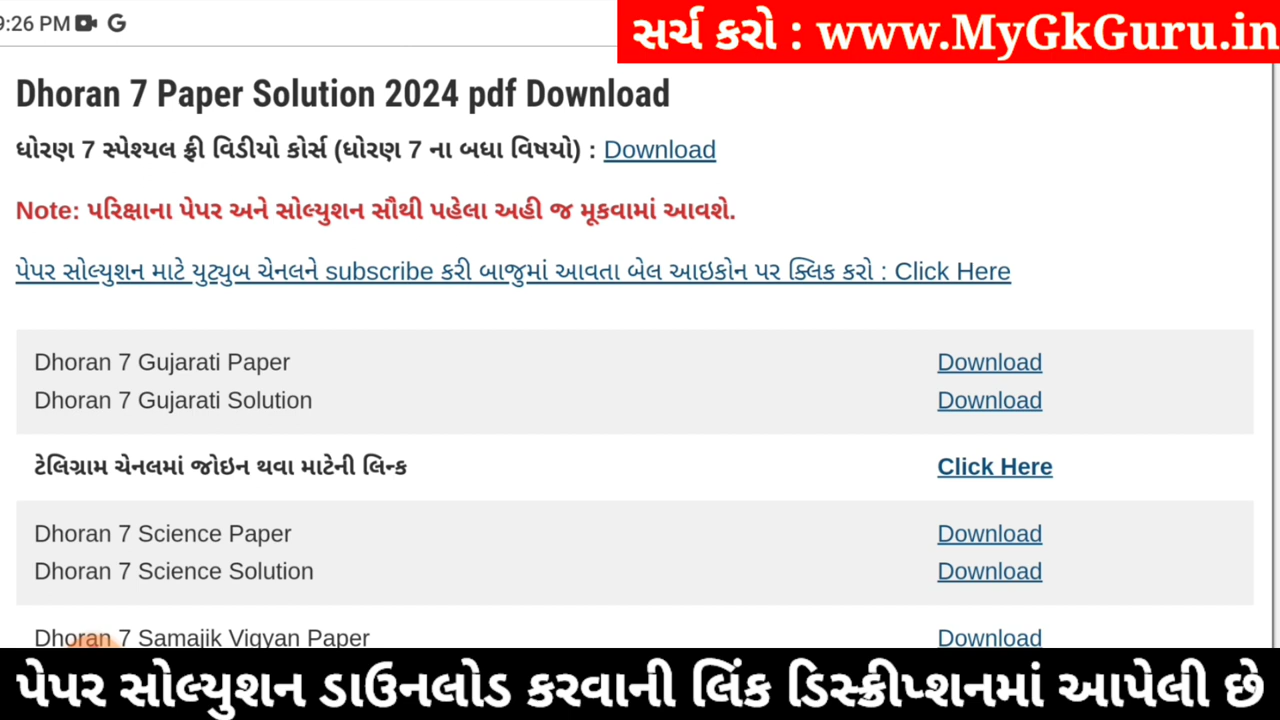 9:26 PM G
સર્ચ કરો : www.MyGkGuru.in
Dhoran 7 Paper Solution 2024 pdf Download
ધોરણ 7 સ્પેશ્યલ ફ્રી વિડીયો કોર્સ (ધોરણ 7 ના બધા વિષયો) : Download
Note: પરિક્ષાના પેપર અને સોલ્યુશન સૌથી પહેલા અહી જ મૂકવામાં આવશે.
પેપર સોલ્યુશન માટે યુટ્યુબ ચેનલને subscribe કરી બાજુમાં આવતા બેલ આઇકોન પર ક્લિક કરો : Click Here
Dhoran 7 Gujarati Paper Download
Dhoran 7 Gujarati Solution Download
ટેલિગ્રામ ચેનલમાં જોઇન થવા માટેની લિન્ક Click Here
Dhoran 7 Science Paper Download
Dhoran 7 Science Solution Download
Dhoran 7 Samajik Vigyan Paper Download
પેપર સોલ્યુશન ડાઉનલોડ કરવાની લિંક ડિસ્ક્રીપ્શનમાં આપેલી છે